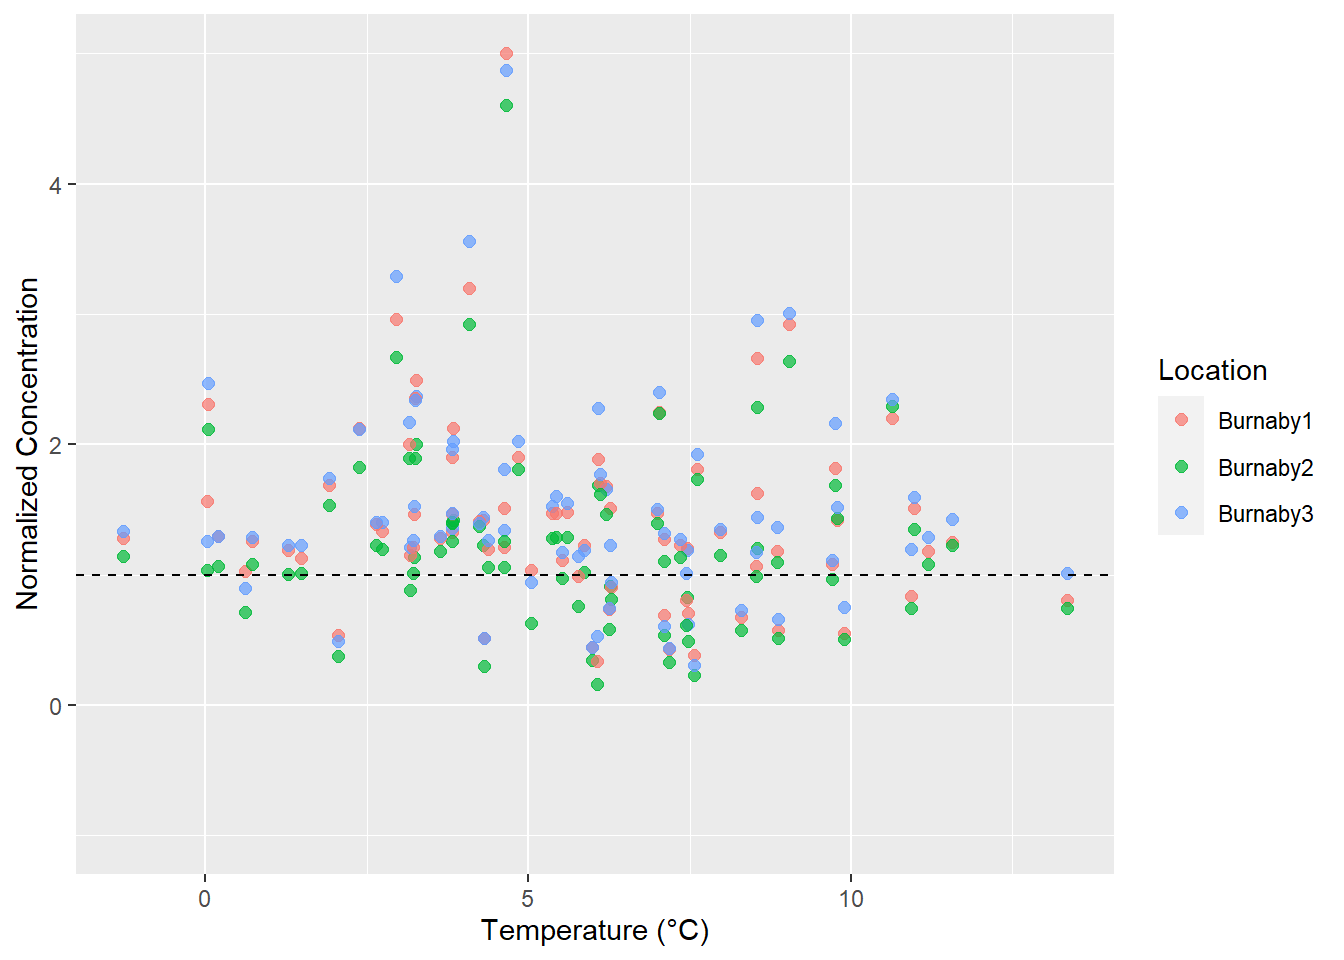 4
2
0
Normalized Concentration
0
5
10
Temperature (°C)
Location
Burnaby1
Burnaby2
Burnaby3